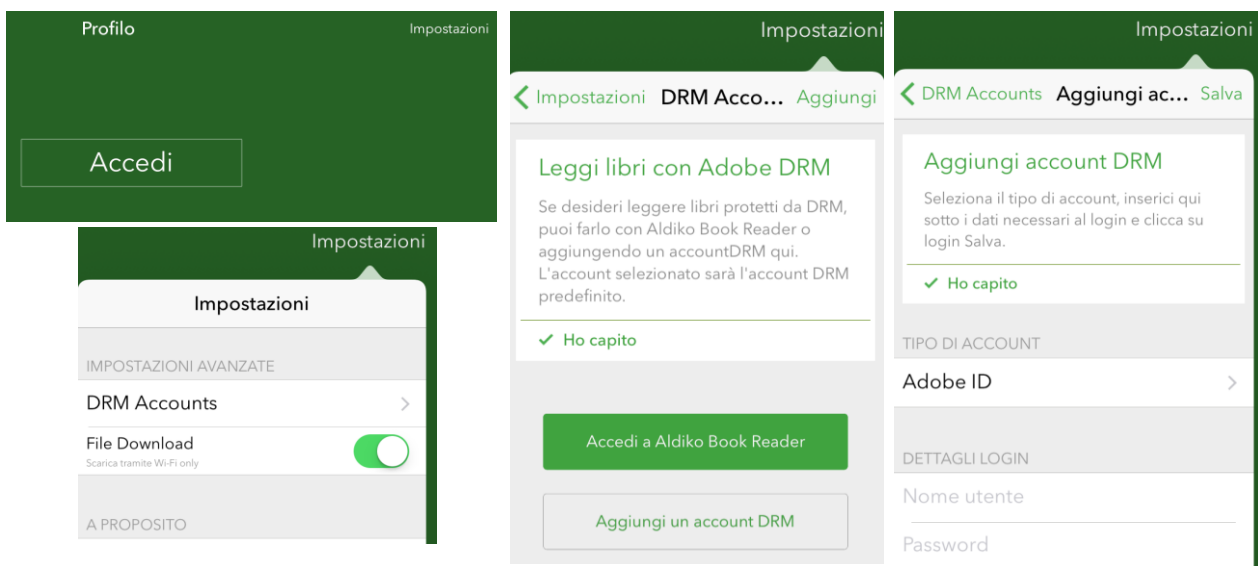 Profilo
Impostazioni
Accedi
Impostazioni
Impostazioni
IMPOSTAZIONI AVANZATE
DRM Accounts
File Download
Scarica tramite Wi-Fi only
A PROPOSITO
Impostazioni
Impostazioni DRM Acco... Aggiungi
Leggi libri con Adobe DRM
Se desideri leggere libri protetti da DRM,
puoi farlo con Aldiko Book Reader o
aggiungendo un accountDRM qui.
L'account selezionato sarà l'account DRM
predefinito.
Ho capito
Accedi a Aldiko Book Reader
Aggiungi un account DRM
Impostazioni
DRM Accounts Aggiungi ac... Salva
Aggiungi account DRM
Seleziona il tipo di account, inserici qui
sotto i dati necessari al login e clicca su
login Salva.
Ho capito
TIPO DI ACCOUNT
Adobe ID
DETTAGLI LOGIN
Nome utente
Password